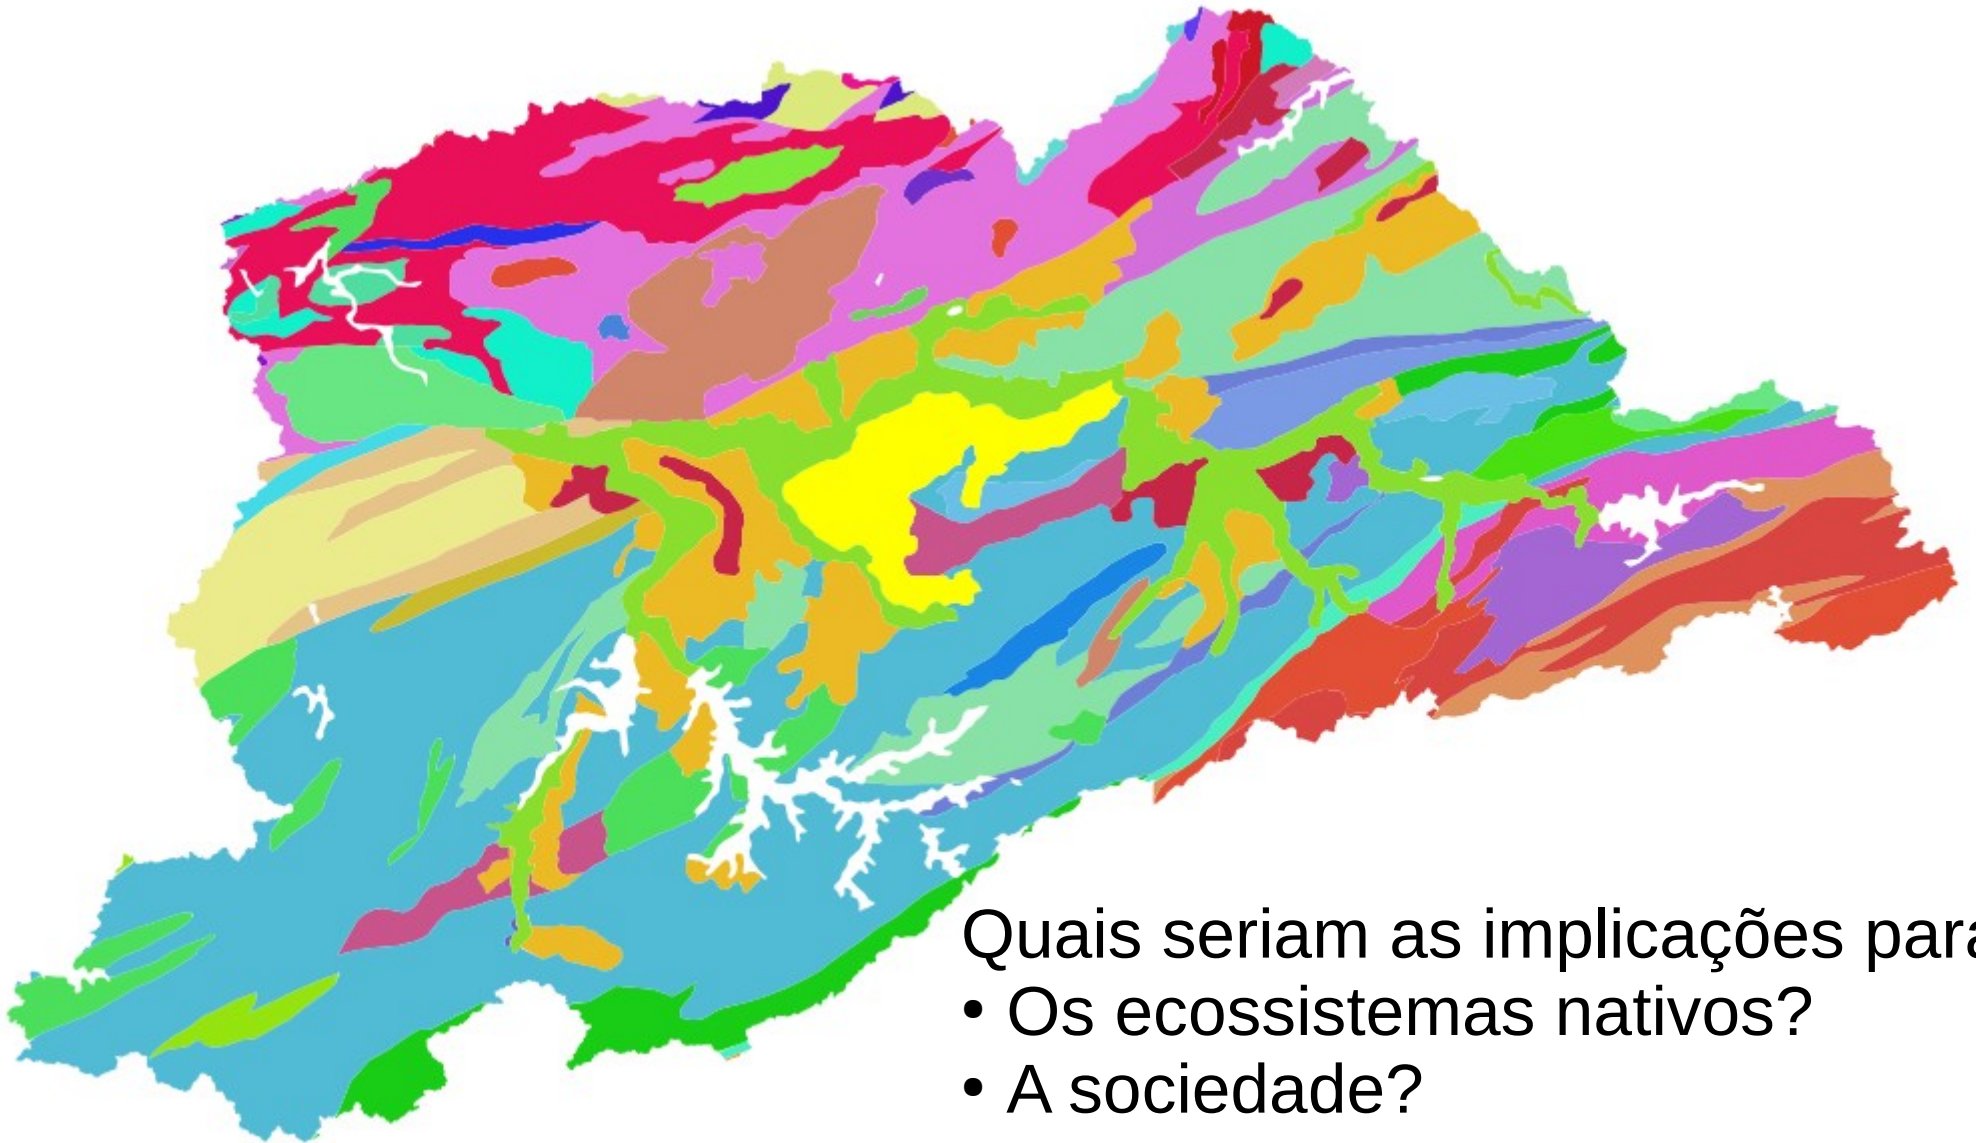 Quais seriam as implicações para
• Os ecossistemas nativos?
• A sociedade?